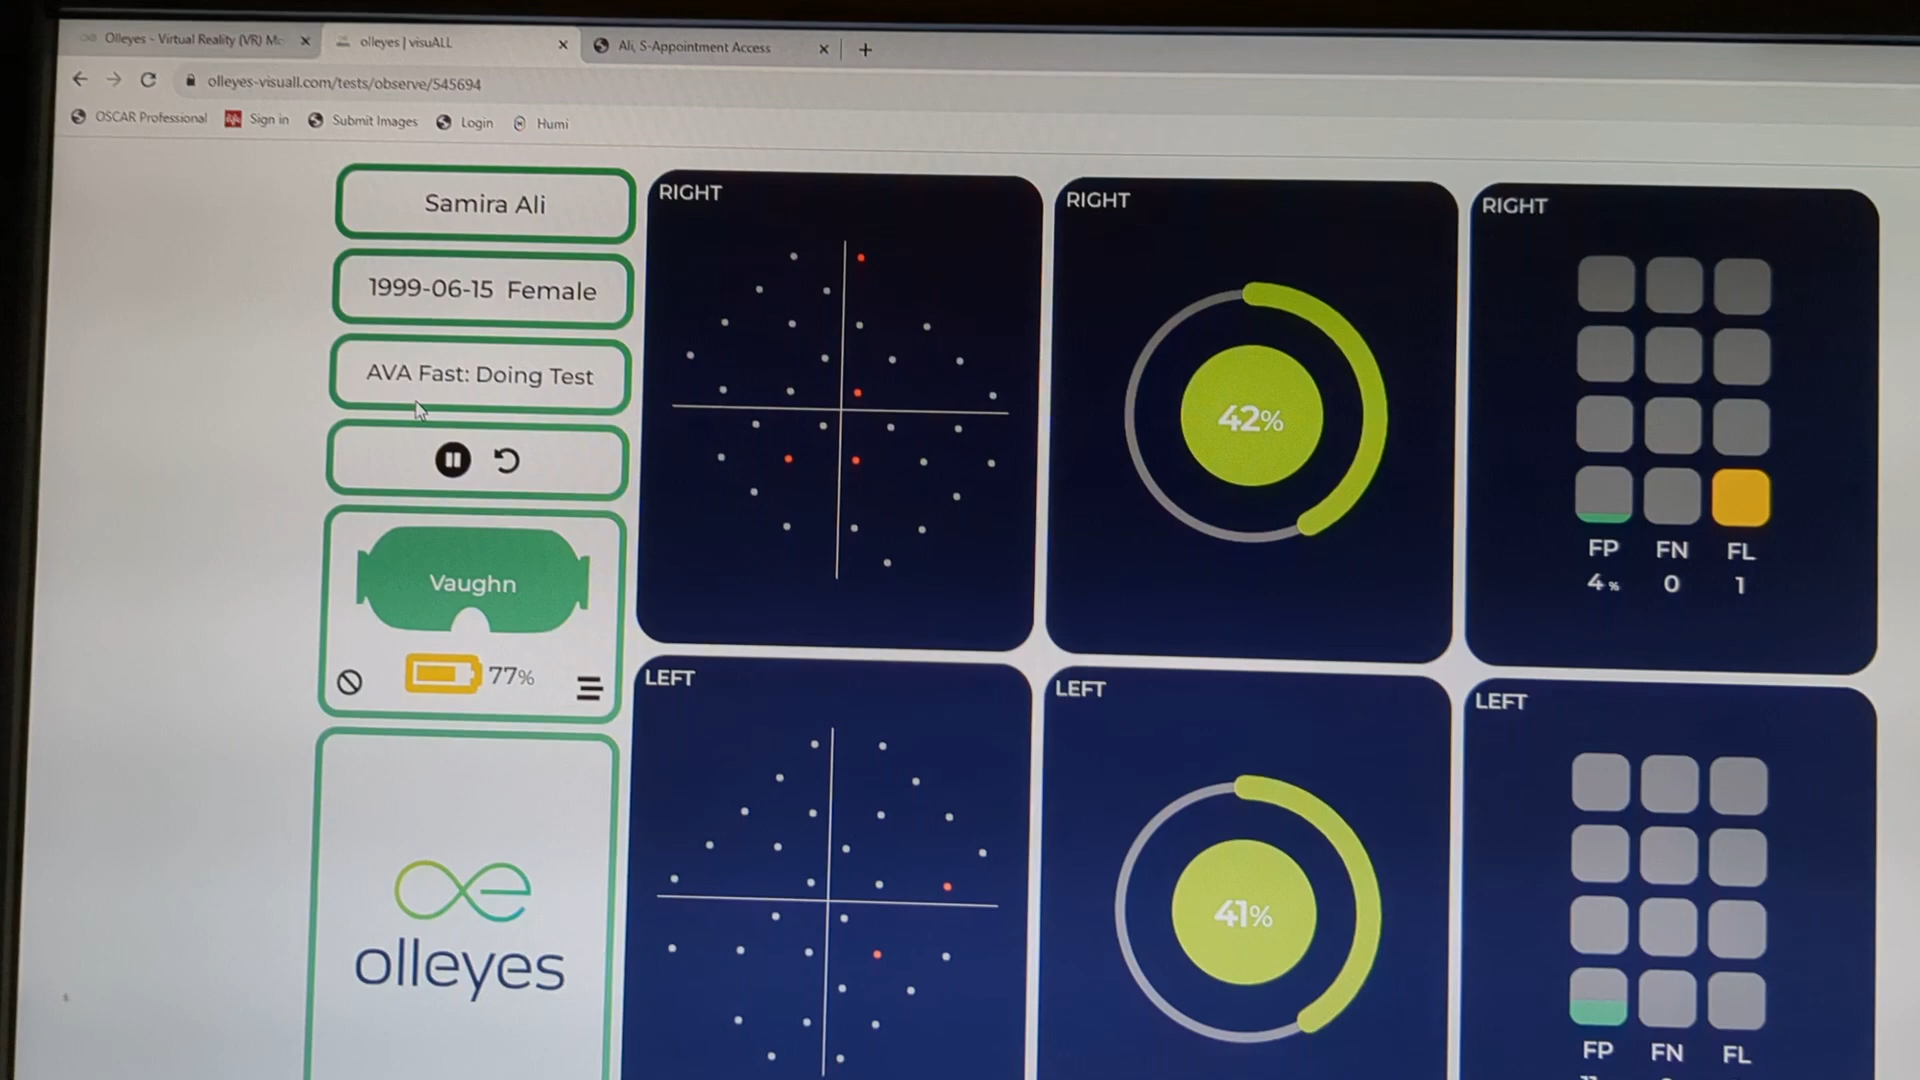 Olleyes - Virtual Reality (VR) Mo
olleyes | visuALL
Ali, S-Appointment Access
olleyes-visuall.com/tests/observe/545694
OSCAR Professional
Sign in
Submit Images
Login
Humi
Samira Ali
1999-06-15 Female
AVA Fast: Doing Test
Vaughn
77%
olleyes
RIGHT
RIGHT
42%
RIGHT
FP FN FL
4% 0 1
LEFT
LEFT
41%
LEFT
FP FN FL